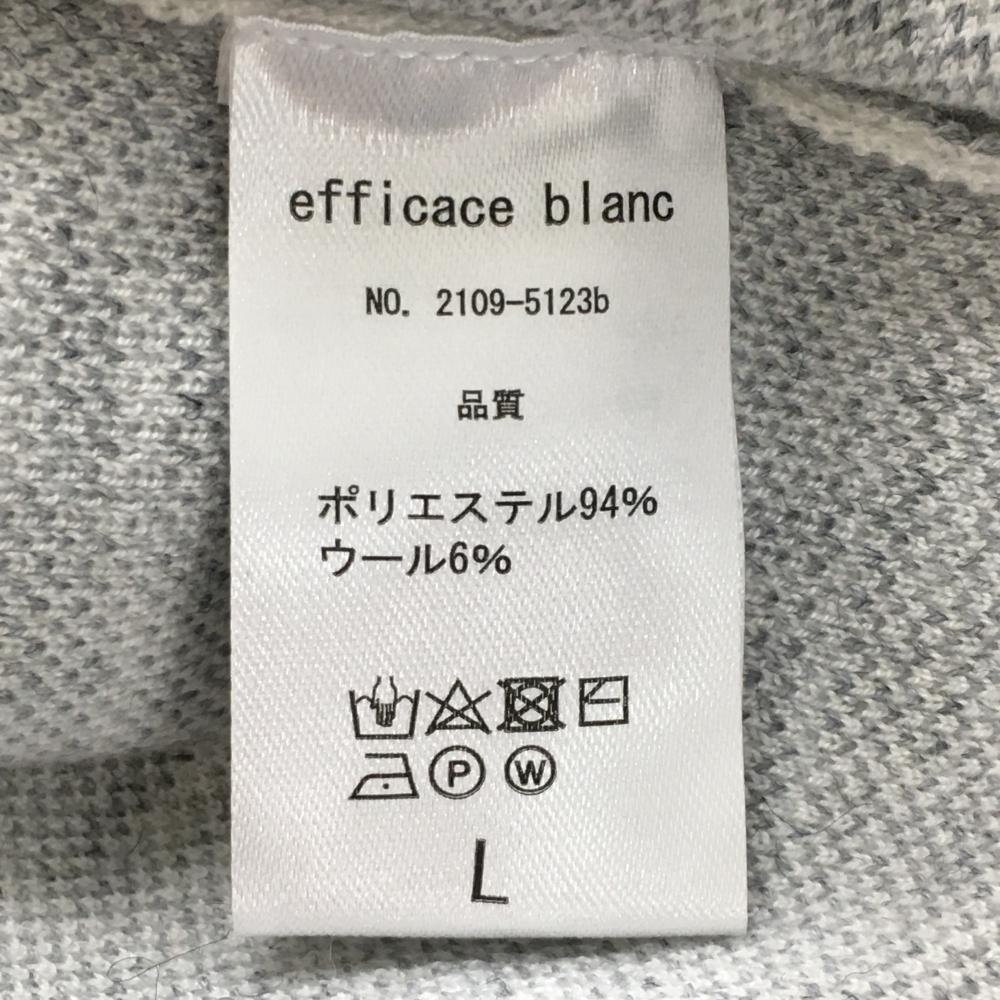 efficace blanc
NO. 2109-5123b
品質
ポリエステル94%
ウール6%
P W
L